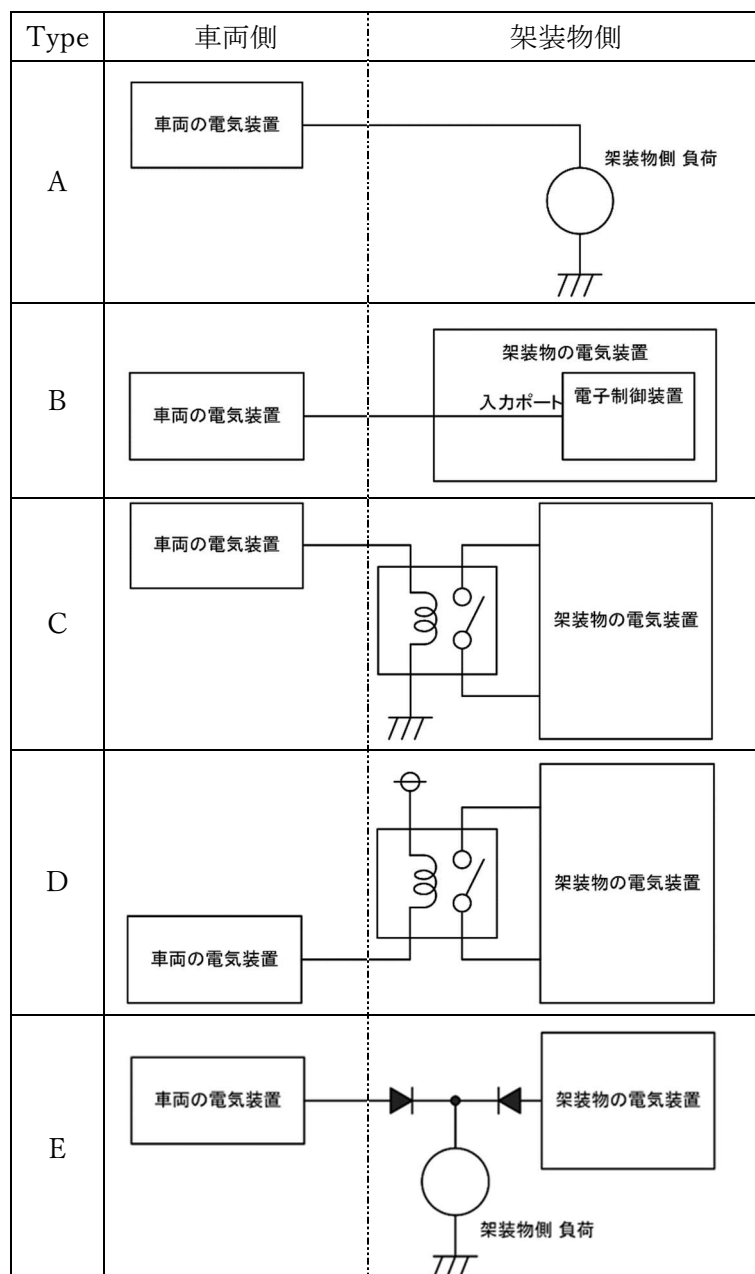 Type 車両側 架装物側
A
車両の電気装置
架装物側 負荷
B
車両の電気装置
架装物の電気装置
入力ポート 電子制御装置
C
車両の電気装置
架装物の電気装置
D
車両の電気装置
架装物の電気装置
E
車両の電気装置
架装物の電気装置
架装物側 負荷